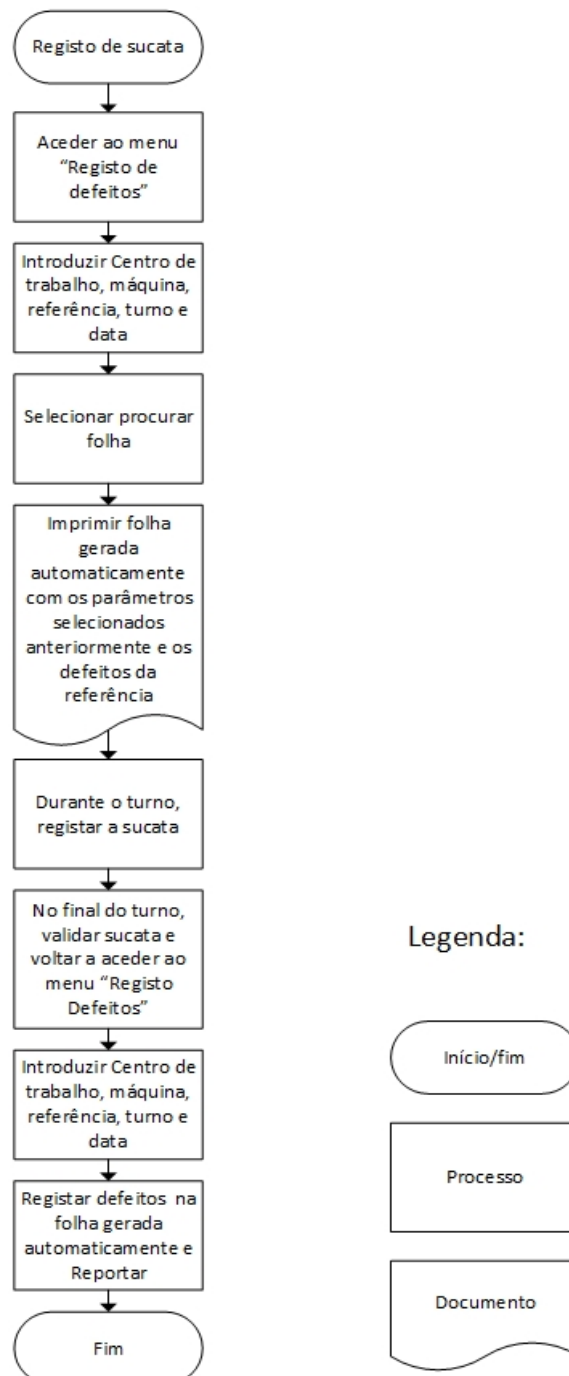 Registo de sucata
Aceder ao menu
“Registo de
defeitos”
Introduzir Centro de
trabalho, máquina,
referência, turno e
data
Selecionar procurar
folha
Imprimir folha
gerada
automaticamente
com os parâmetros
selecionados
anteriormente e os
defeitos da
referência
Durante o turno,
registar a sucata
No final do turno,
validar sucata e
voltar a aceder ao
menu “Registo
Defeitos”
Introduzir Centro de
trabalho, máquina,
referência, turno e
data
Registar defeitos na
folha gerada
automaticamente e
Reportar
Fim
Legenda:
Início/fim
Processo
Documento